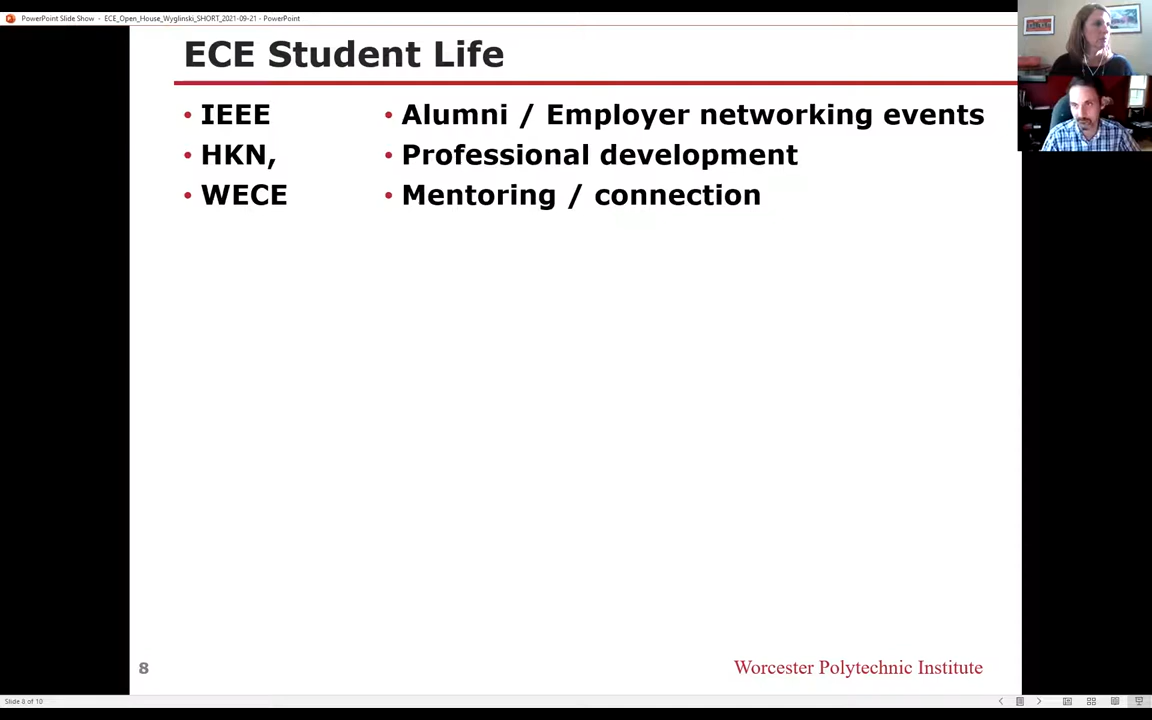 PowerPoint Slide Show - ECE_Open_House_Wyglinski_SHORT_2021-09-21 - PowerPoint
ECE Student Life
• IEEE
• HKN,
• WECE
• Alumni / Employer networking events
• Professional development
• Mentoring / connection
8
Worcester Polytechnic Institute
Slide 8 of 10